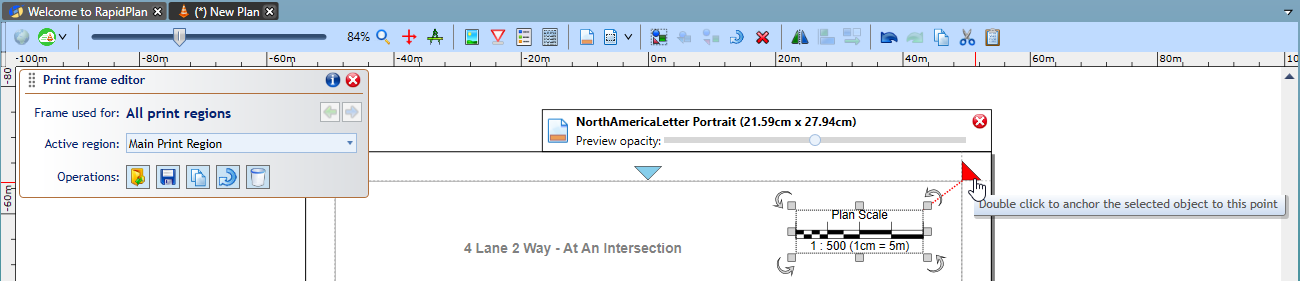 Welcome to RapidPlan
(*) New Plan
84%
-100m -80m -60m -40m -20m 0m 20m 40m 60m 80m 10
-80
-60m
Print frame editor
Frame used for: All print regions
Active region: Main Print Region
Operations:
NorthAmericaLetter Portrait (21.59cm x 27.94cm)
Preview opacity:
Double click to anchor the selected object to this point
Plan Scale
4 Lane 2 Way - At An Intersection
1 : 500 (1cm = 5m)